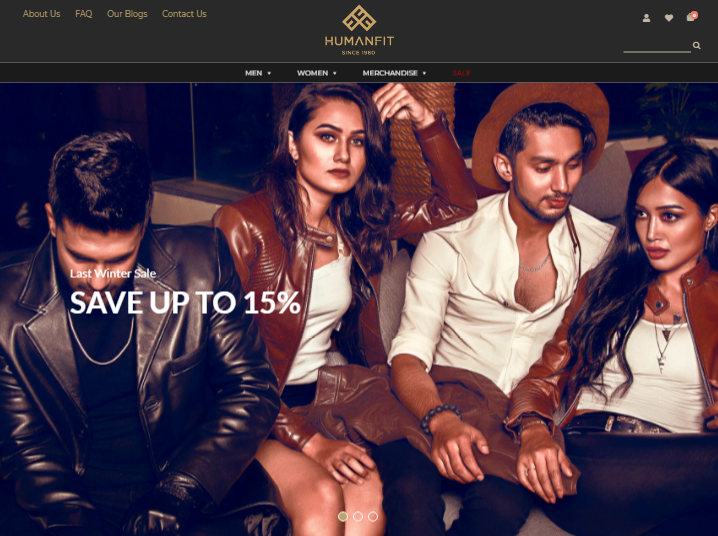 About Us FAQ Our Blogs Contact Us
HUMANFIT
SINCE 1980
MEN WOMEN MERCHANDISE SALE
Last Winter Sale
SAVE UP TO 15%